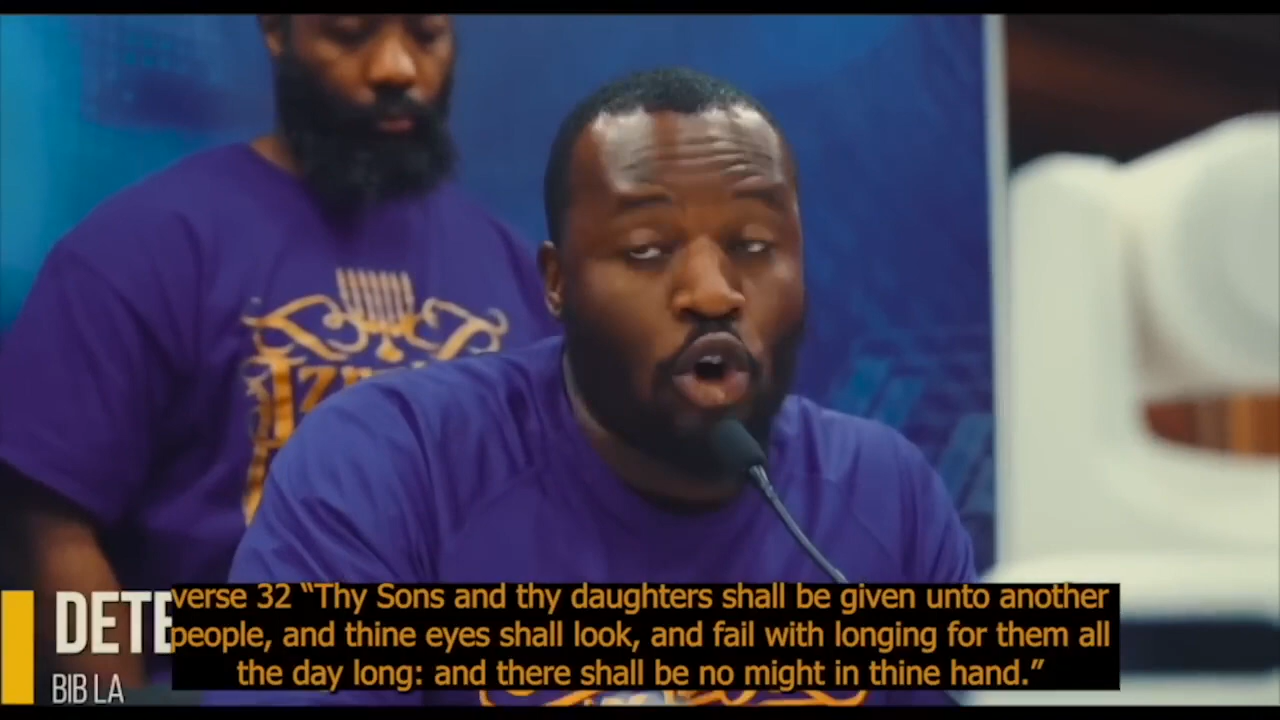 DETE
BIB LA
verse 32 “Thy Sons and thy daughters shall be given unto another
people, and thine eyes shall look, and fail with longing for them all
the day long: and there shall be no might in thine hand.”